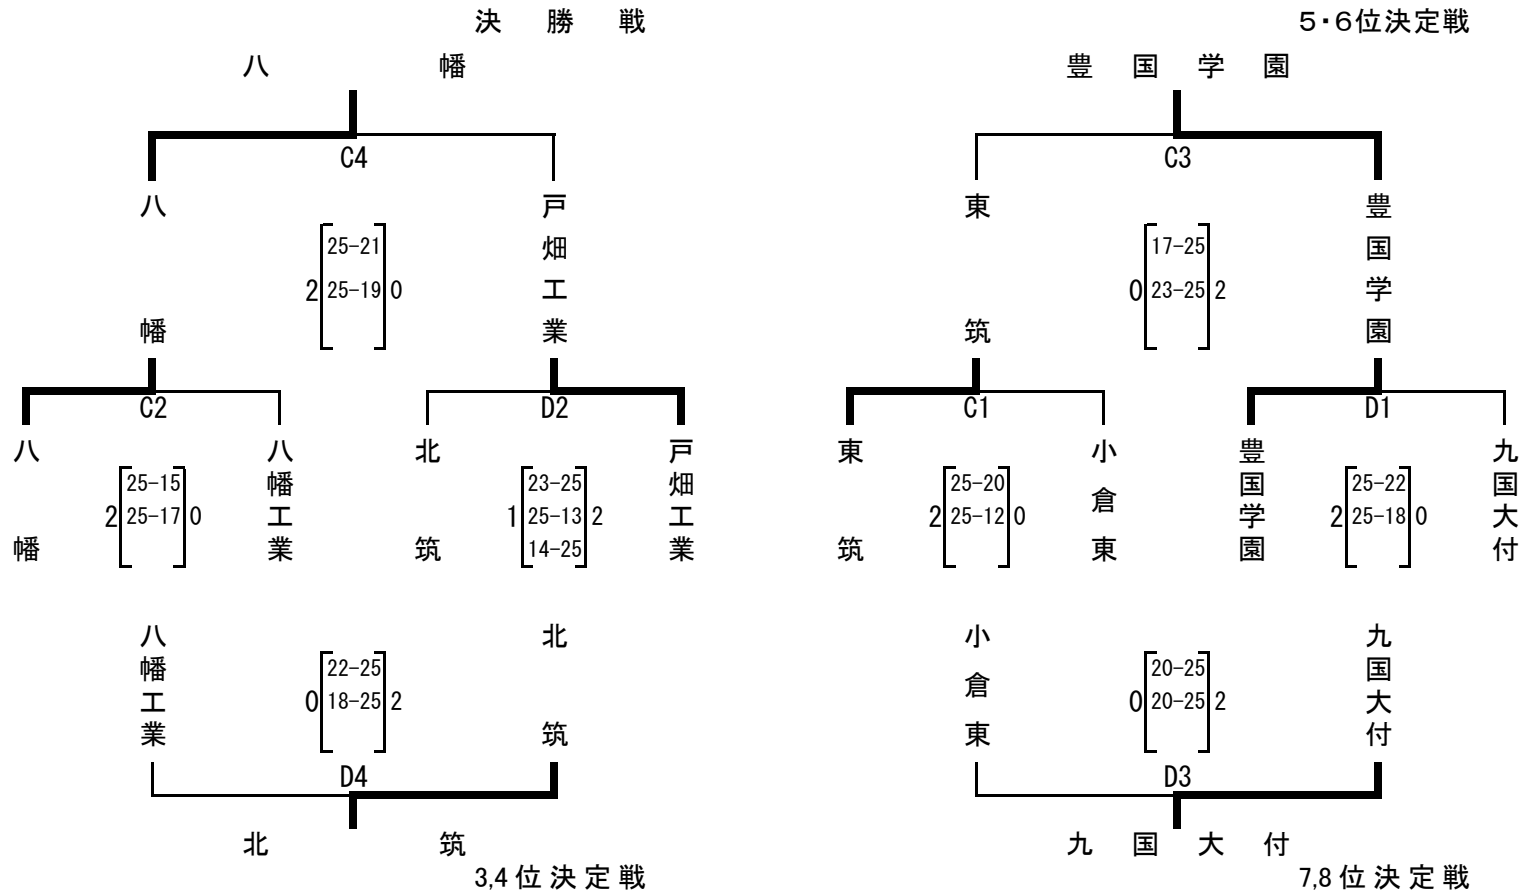 決勝戦
八幡
C4
八幡
戸畑工業
25-21
2 25-19 0
C2
D2
八幡
八幡工業
北筑
戸畑工業
25-15
2 25-17 0
23-25
1 25-13 2
14-25
八幡工業
北筑
22-25
0 18-25 2
D4
北筑
3,4位決定戦
5・6位決定戦
豊国学園
C3
東筑
豊国学園
17-25
0 23-25 2
C1
D1
東筑
小倉東
豊国学園
九国大付
25-20
2 25-12 0
25-22
2 25-18 0
小倉東
九国大付
20-25
0 20-25 2
D3
九国大付
7,8位決定戦